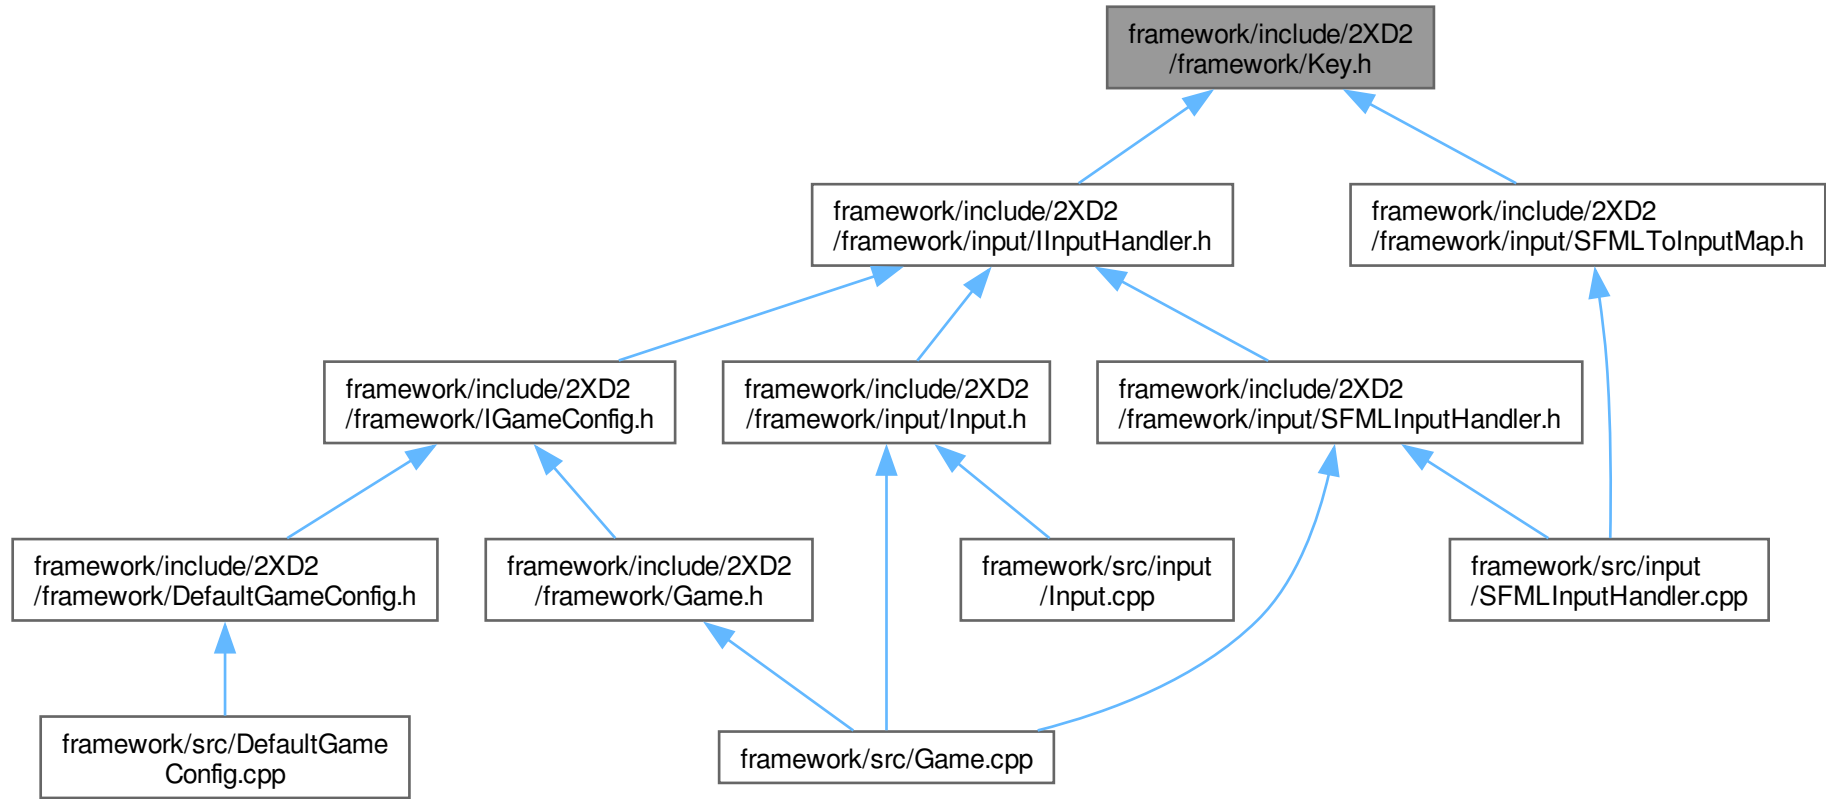 framework/include/2XD2
/framework/Key.h
framework/include/2XD2
/framework/input/IInputHandler.h
framework/include/2XD2
/framework/input/SFMLToInputMap.h
framework/include/2XD2
/framework/IGameConfig.h
framework/include/2XD2
/framework/input/Input.h
framework/include/2XD2
/framework/input/SFMLInputHandler.h
framework/include/2XD2
/framework/DefaultGameConfig.h
framework/include/2XD2
/framework/Game.h
framework/src/input
/Input.cpp
framework/src/input
/SFMLInputHandler.cpp
framework/src/DefaultGame
Config.cpp
framework/src/Game.cpp